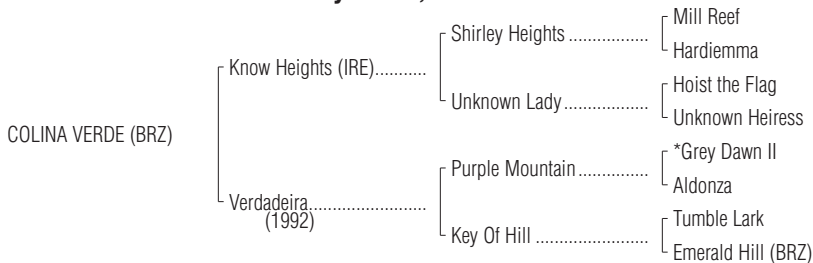 Mill Reef
Shirley Heights ..................
Hardiemma
Know Heights (IRE)...........
Hoist the Flag
Unknown Lady...................
Unknown Heiress
COLINA VERDE (BRZ)
*Grey Dawn II
Purple Mountain ................
Aldonza
Verdadeira..........................
(1992)
Tumble Lark
Key Of Hill .........................
Emerald Hill (BRZ)